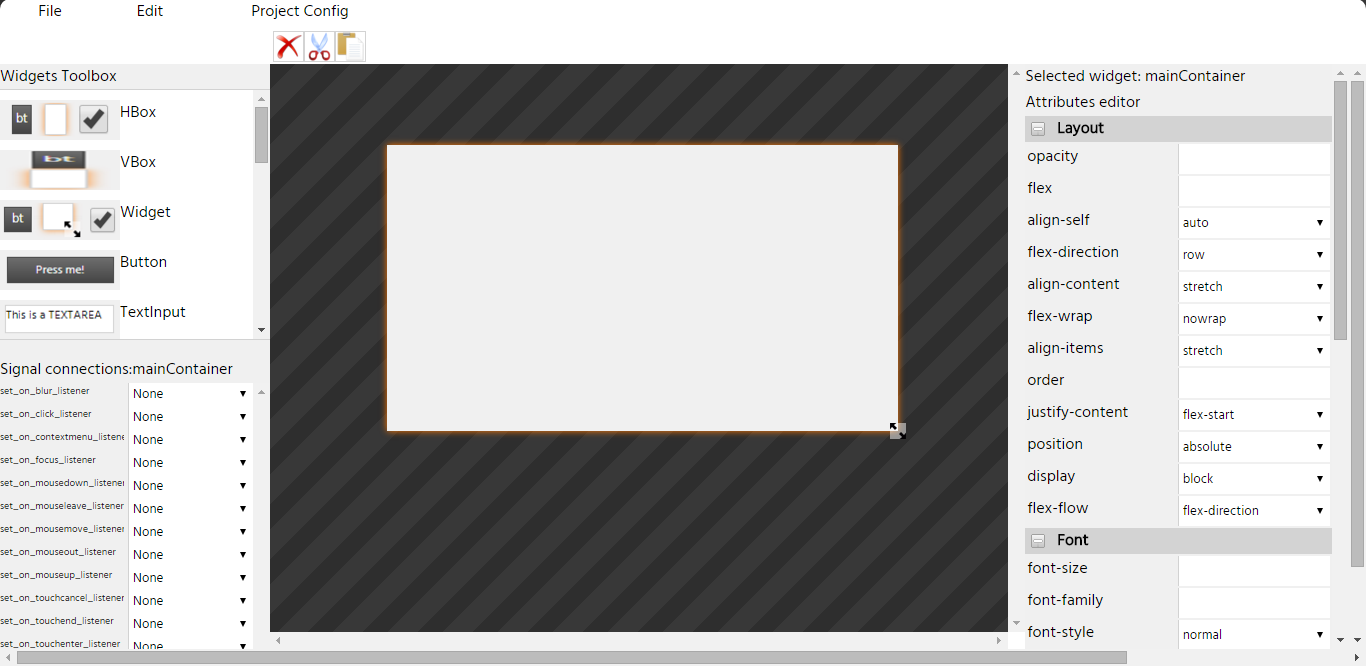 File Edit Project Config
Widgets Toolbox
bt HBox
bt VBox
bt Widget
Press me! Button
This is a TEXTAREA TextInput
Signal connections:mainContainer
set_on_blur_listener None
set_on_click_listener None
set_on_contextmenu_listene None
set_on_focus_listener None
set_on_mousedown_listener None
set_on_mouseleave_listener None
set_on_mousemove_listener None
set_on_mouseout_listener None
set_on_mouseup_listener None
set_on_touchcancel_listener None
set_on_touchend_listener None
set_on_touchenter_listener None
Selected widget: mainContainer
Attributes editor
Layout
opacity
flex
align-self auto
flex-direction row
align-content stretch
flex-wrap nowrap
align-items stretch
order
justify-content flex-start
position absolute
display block
flex-flow flex-direction
Font
font-size
font-family
font-style normal